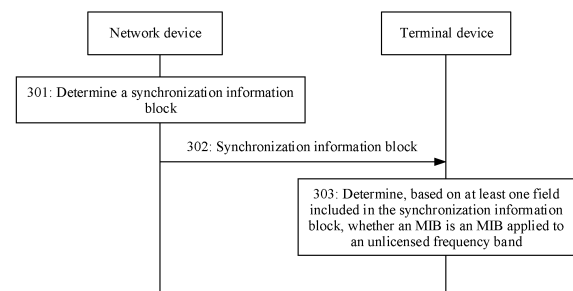 Network device
Terminal device
301: Determine a synchronization information
block
302: Synchronization information block
303: Determine, based on at least one field
included in the synchronization information
block, whether an MIB is an MIB applied to
an unlicensed frequency band